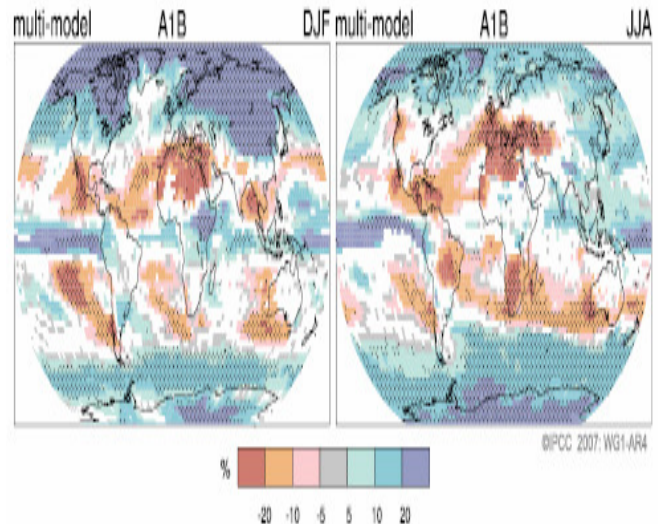 multi-model A1B DJF
multi-model A1B JJA
©IPCC 2007: WG1-AR4
%
-20 -10 -5 5 10 20